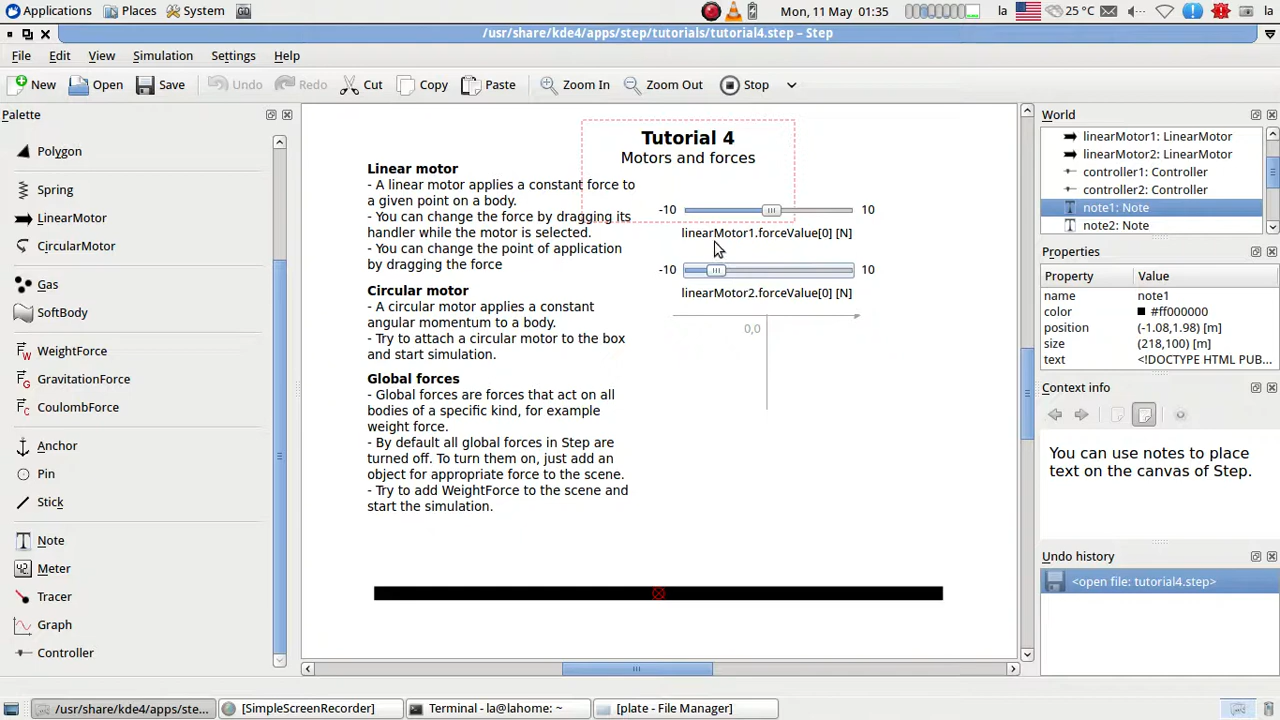 Applications Places System Mon, 11 May 01:35 la 25 °C la
/usr/share/kde4/apps/step/tutorials/tutorial4.step – Step
File Edit View Simulation Settings Help
New Open Save Undo Redo Cut Copy Paste Zoom In Zoom Out Stop
Palette
Polygon
Spring
LinearMotor
CircularMotor
Gas
SoftBody
WeightForce
GravitationForce
CoulombForce
Anchor
Pin
Stick
Note
Meter
Tracer
Graph
Controller
Tutorial 4
Motors and forces
Linear motor
- A linear motor applies a constant force to
a given point on a body.
- You can change the force by dragging its
handler while the motor is selected.
- You can change the point of application
by dragging the force
Circular motor
- A circular motor applies a constant
angular momentum to a body.
- Try to attach a circular motor to the box
and start simulation.
Global forces
- Global forces are forces that act on all
bodies of a specific kind, for example
weight force.
- By default all global forces in Step are
turned off. To turn them on, just add an
object for appropriate force to the scene.
- Try to add WeightForce to the scene and
start the simulation.
-10 10
linearMotor1.forceValue[0] [N]
-10 10
linearMotor2.forceValue[0] [N]
0,0
World
linearMotor1: LinearMotor
linearMotor2: LinearMotor
controller1: Controller
controller2: Controller
note1: Note
note2: Note
Properties
Property Value
name note1
color #ff000000
position (-1.08,1.98) [m]
size (218,100) [m]
text <!DOCTYPE HTML PUB...
Context info
You can use notes to place
text on the canvas of Step.
Undo history
<open file: tutorial4.step>
/usr/share/kde4/apps/ste... [SimpleScreenRecorder] Terminal - la@lahome: ~ [plate - File Manager]